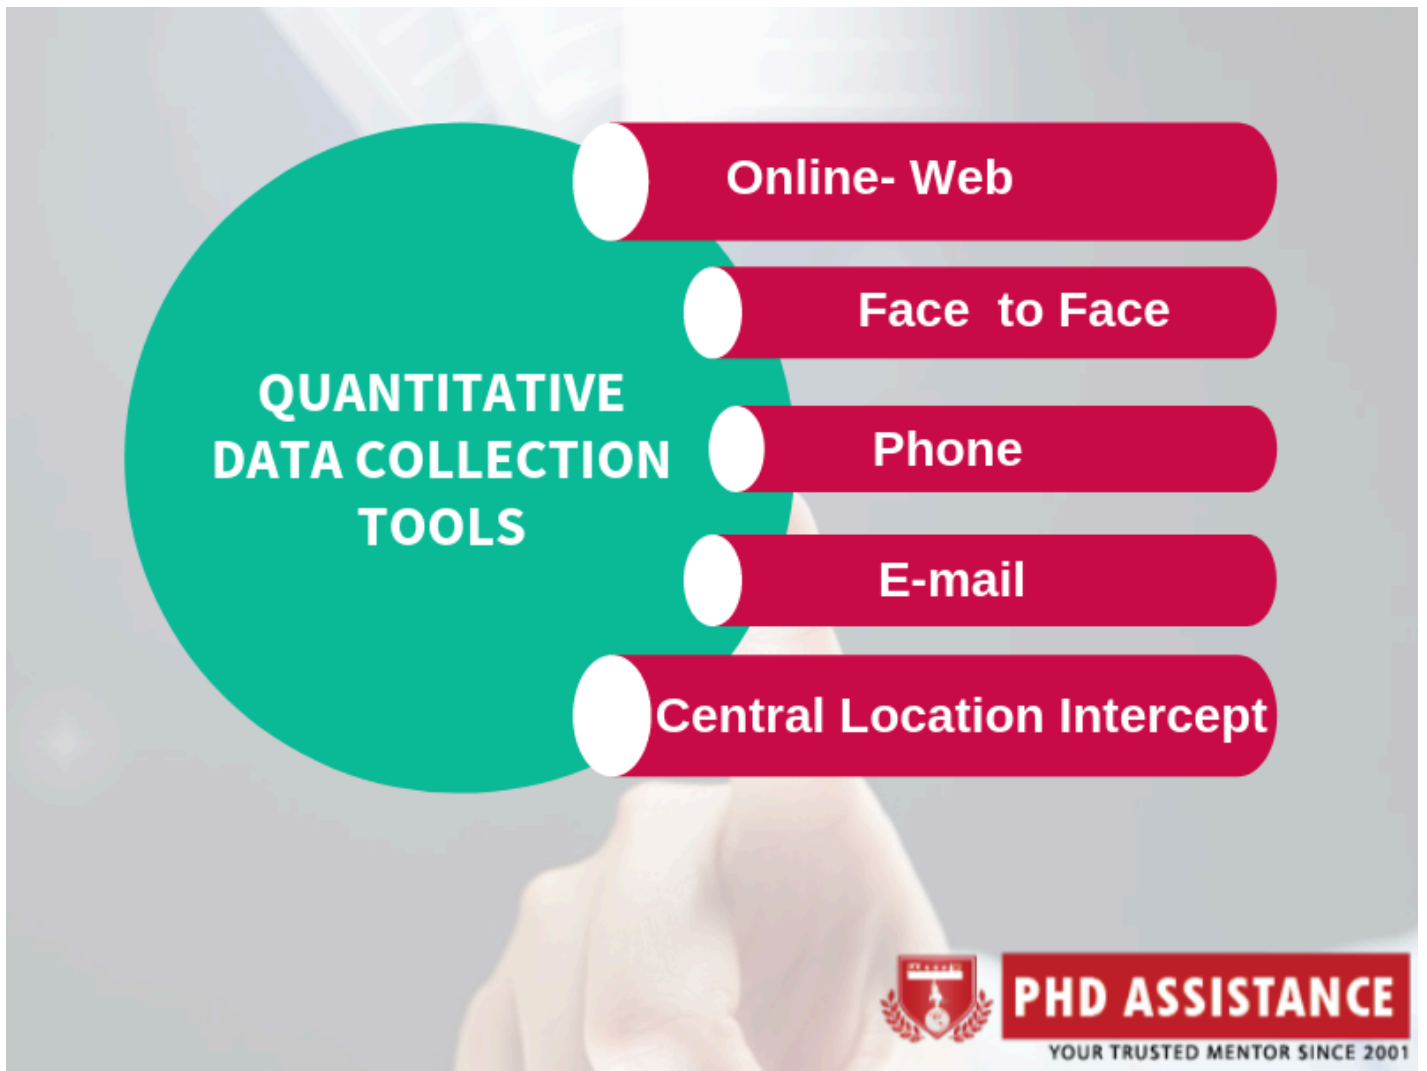 Online- Web
Face  to Face
QUANTITATIVE
DATA COLLECTION
TOOLS
Phone
E-mail
Central Location Intercept
PHD ASSISTANCE
YOUR TRUSTED MENTOR SINCE 2001